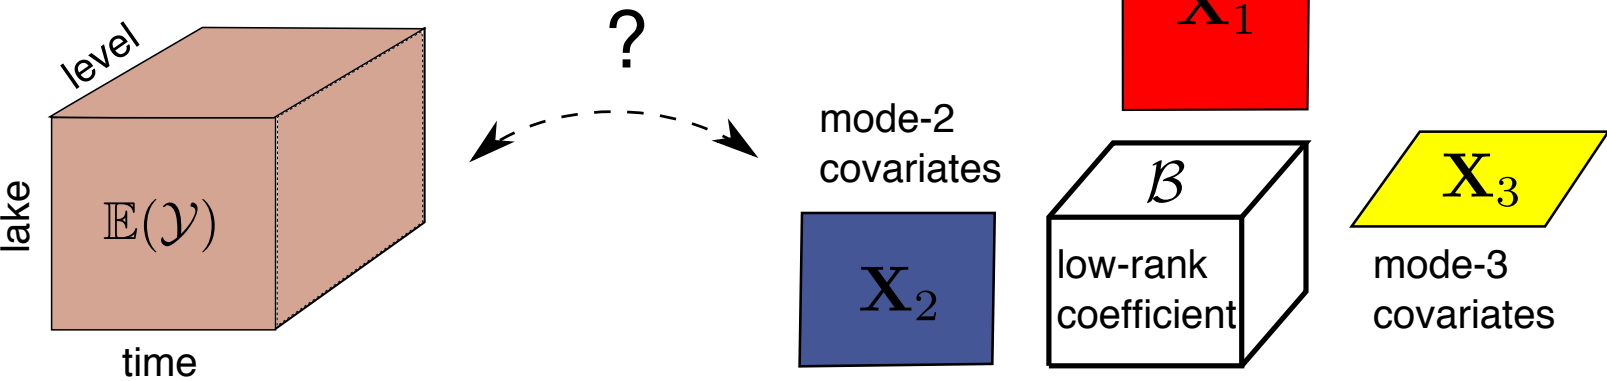 level
?
X₁
mode-2
covariates
ℬ
X₃
lake
𝔼(𝒴)
X₂
low-rank
coefficient
mode-3
covariates
time